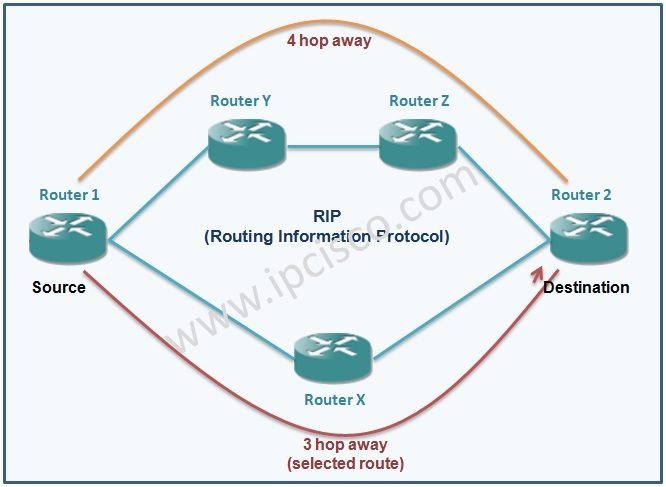 4 hop away
Router Y
Router Z
Router 1
Router 2
RIP
(Routing Information Protocol)
Source
Destination
www.ipcisco.com
Router X
3 hop away
(selected route)